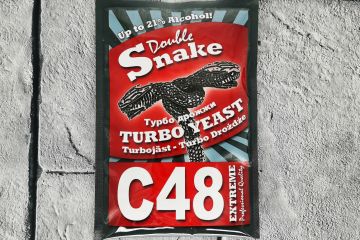 Up to 21% Alcohol!
Double
Snake
Турбо дрожжи
TURBO YEAST
Turbojäst - Turbo Drożdże
C48
EXTREME
Professional Quality